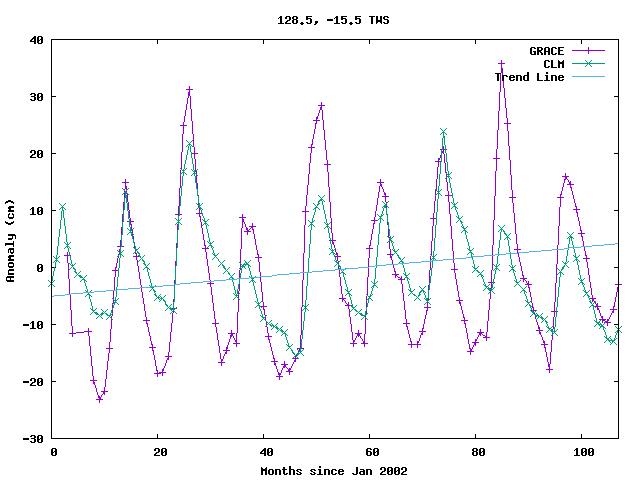 128.5, -15.5 TWS
40
GRACE
CLM
Trend Line
30
20
10
0
-10
-20
-30
Anomaly (cm)
0 20 40 60 80 100
Months since Jan 2002